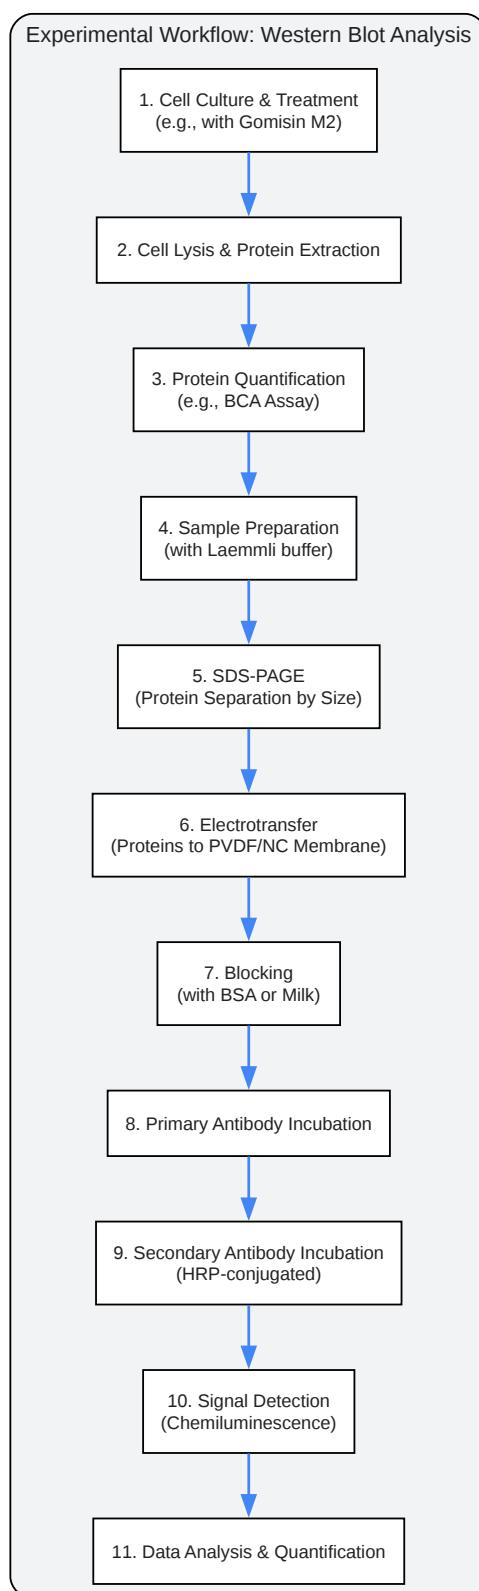 Experimental Workflow: Western Blot Analysis
1. Cell Culture & Treatment
(e.g., with Gomisin M2)
2. Cell Lysis & Protein Extraction
3. Protein Quantification
(e.g., BCA Assay)
4. Sample Preparation
(with Laemmli buffer)
5. SDS-PAGE
(Protein Separation by Size)
6. Electrotransfer
(Proteins to PVDF/NC Membrane)
7. Blocking
(with BSA or Milk)
8. Primary Antibody Incubation
9. Secondary Antibody Incubation
(HRP-conjugated)
10. Signal Detection
(Chemiluminescence)
11. Data Analysis & Quantification